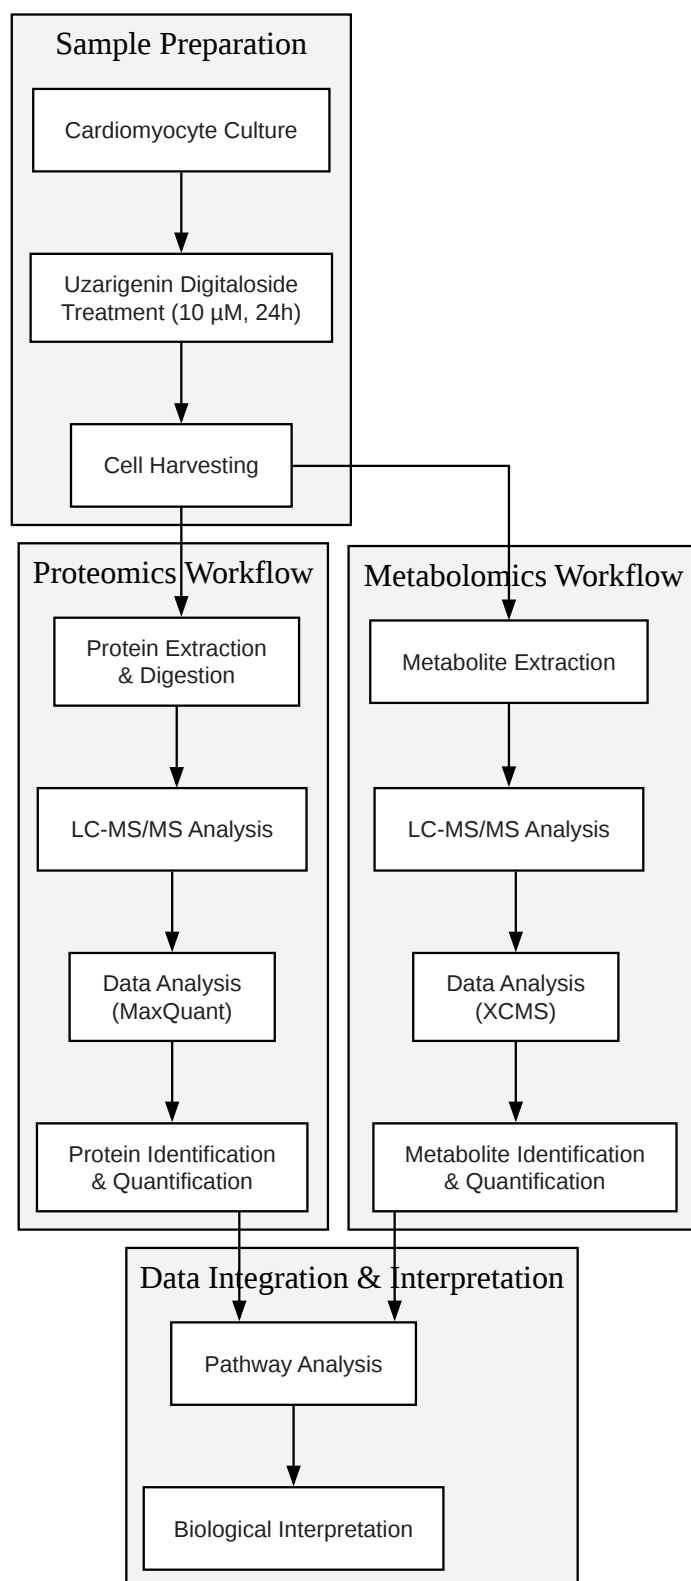 Sample Preparation
Cardiomyocyte Culture
Uzarigenin Digitaloside
Treatment (10 µM, 24h)
Cell Harvesting
Proteomics Workflow
Protein Extraction
& Digestion
LC-MS/MS Analysis
Data Analysis
(MaxQuant)
Protein Identification
& Quantification
Metabolomics Workflow
Metabolite Extraction
LC-MS/MS Analysis
Data Analysis
(XCMS)
Metabolite Identification
& Quantification
Data Integration & Interpretation
Pathway Analysis
Biological Interpretation